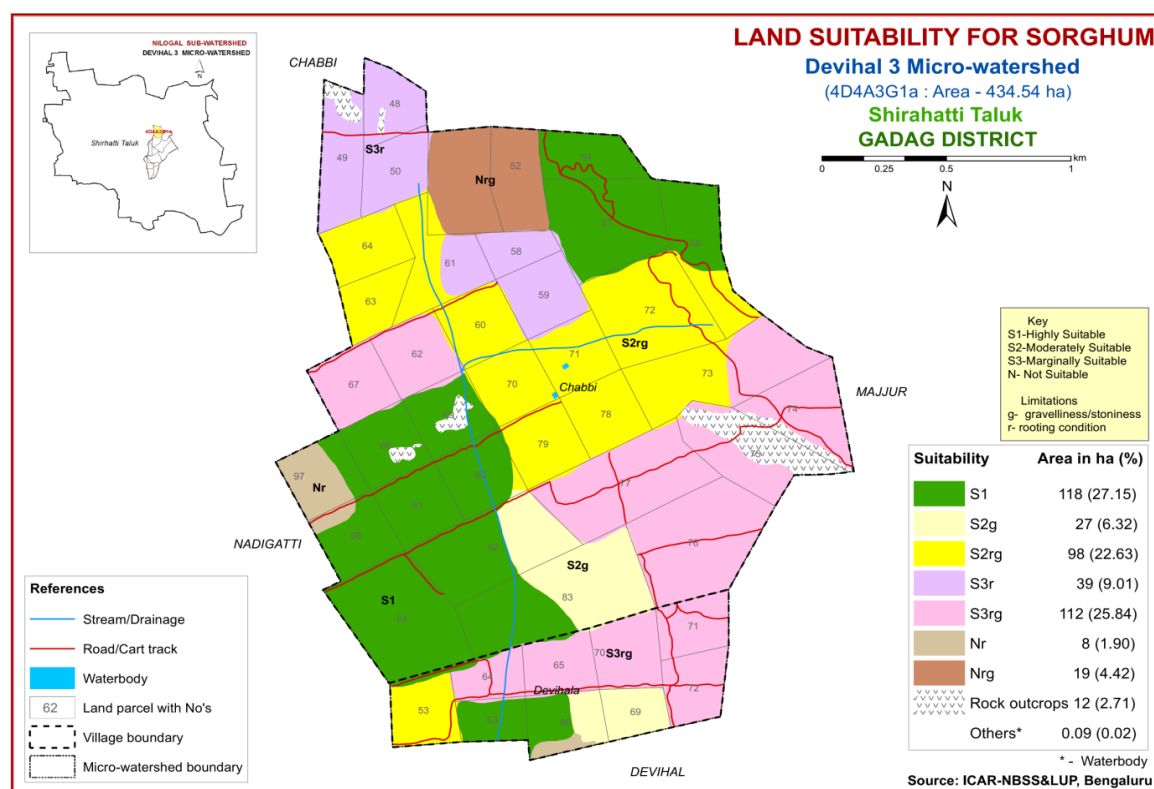 LAND SUITABILITY FOR SORGHUM
Devihal 3 Micro-watershed
(4D4A3G1a : Area - 434.54 ha)
Shirahatti Taluk
GADAG DISTRICT
0 0.25 0.5 1
km
N
NILOGAL SUB-WATERSHED
DEVIHAL 3 MICRO-WATERSHED
N
4D4A3G1a
Shirhatti Taluk
CHABBI
48
S3r
49
50
52
Nrg
64
61
58
63
59
60
72
62
71
S2rg
67
70
Chabbi
73
MAJJUR
78
74
79
75
97
Nr
77
NADIGATTI
76
S2g
83
S1
71
70
S3rg
65
64
72
Devihala
53
69
DEVIHAL
Key
S1-Highly Suitable
S2-Moderately Suitable
S3-Marginally Suitable
N- Not Suitable
Limitations
g- gravelliness/stoniness
r- rooting condition
Suitability Area in ha (%)
S1 118 (27.15)
S2g 27 (6.32)
S2rg 98 (22.63)
S3r 39 (9.01)
S3rg 112 (25.84)
Nr 8 (1.90)
Nrg 19 (4.42)
Rock outcrops 12 (2.71)
Others* 0.09 (0.02)
* - Waterbody
Source: ICAR-NBSS&LUP, Bengaluru
References
Stream/Drainage
Road/Cart track
Waterbody
62 Land parcel with No's
Village boundary
Micro-watershed boundary